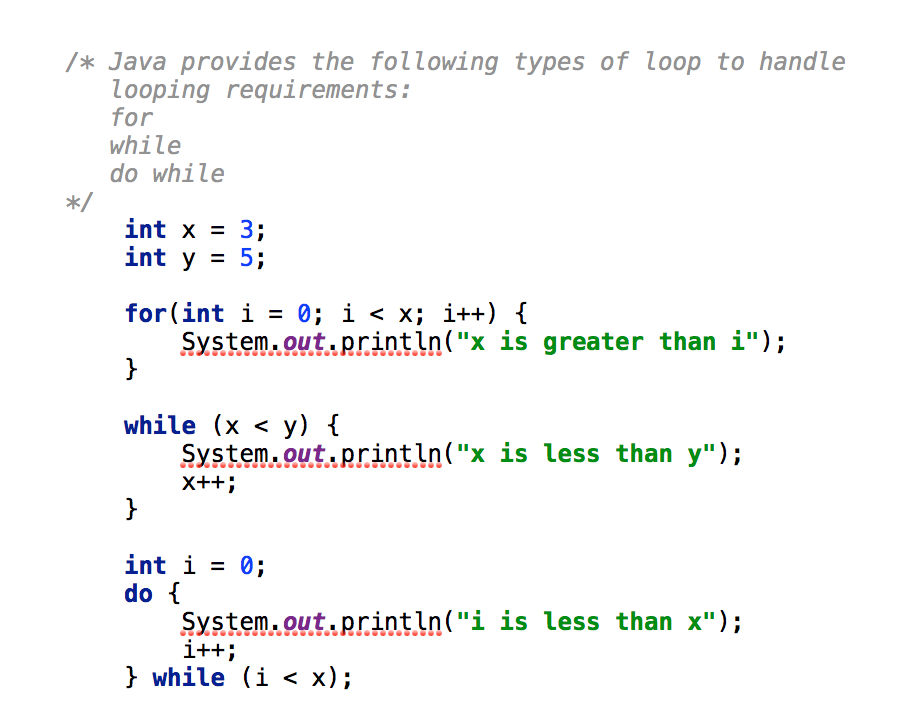 /* Java provides the following types of loop to handle
   looping requirements:
   for
   while
   do while
*/
    int x = 3;
    int y = 5;

    for(int i = 0; i < x; i++) {
        System.out.println("x is greater than i");
    }

    while (x < y) {
        System.out.println("x is less than y");
        x++;
    }

    int i = 0;
    do {
        System.out.println("i is less than x");
        i++;
    } while (i < x);